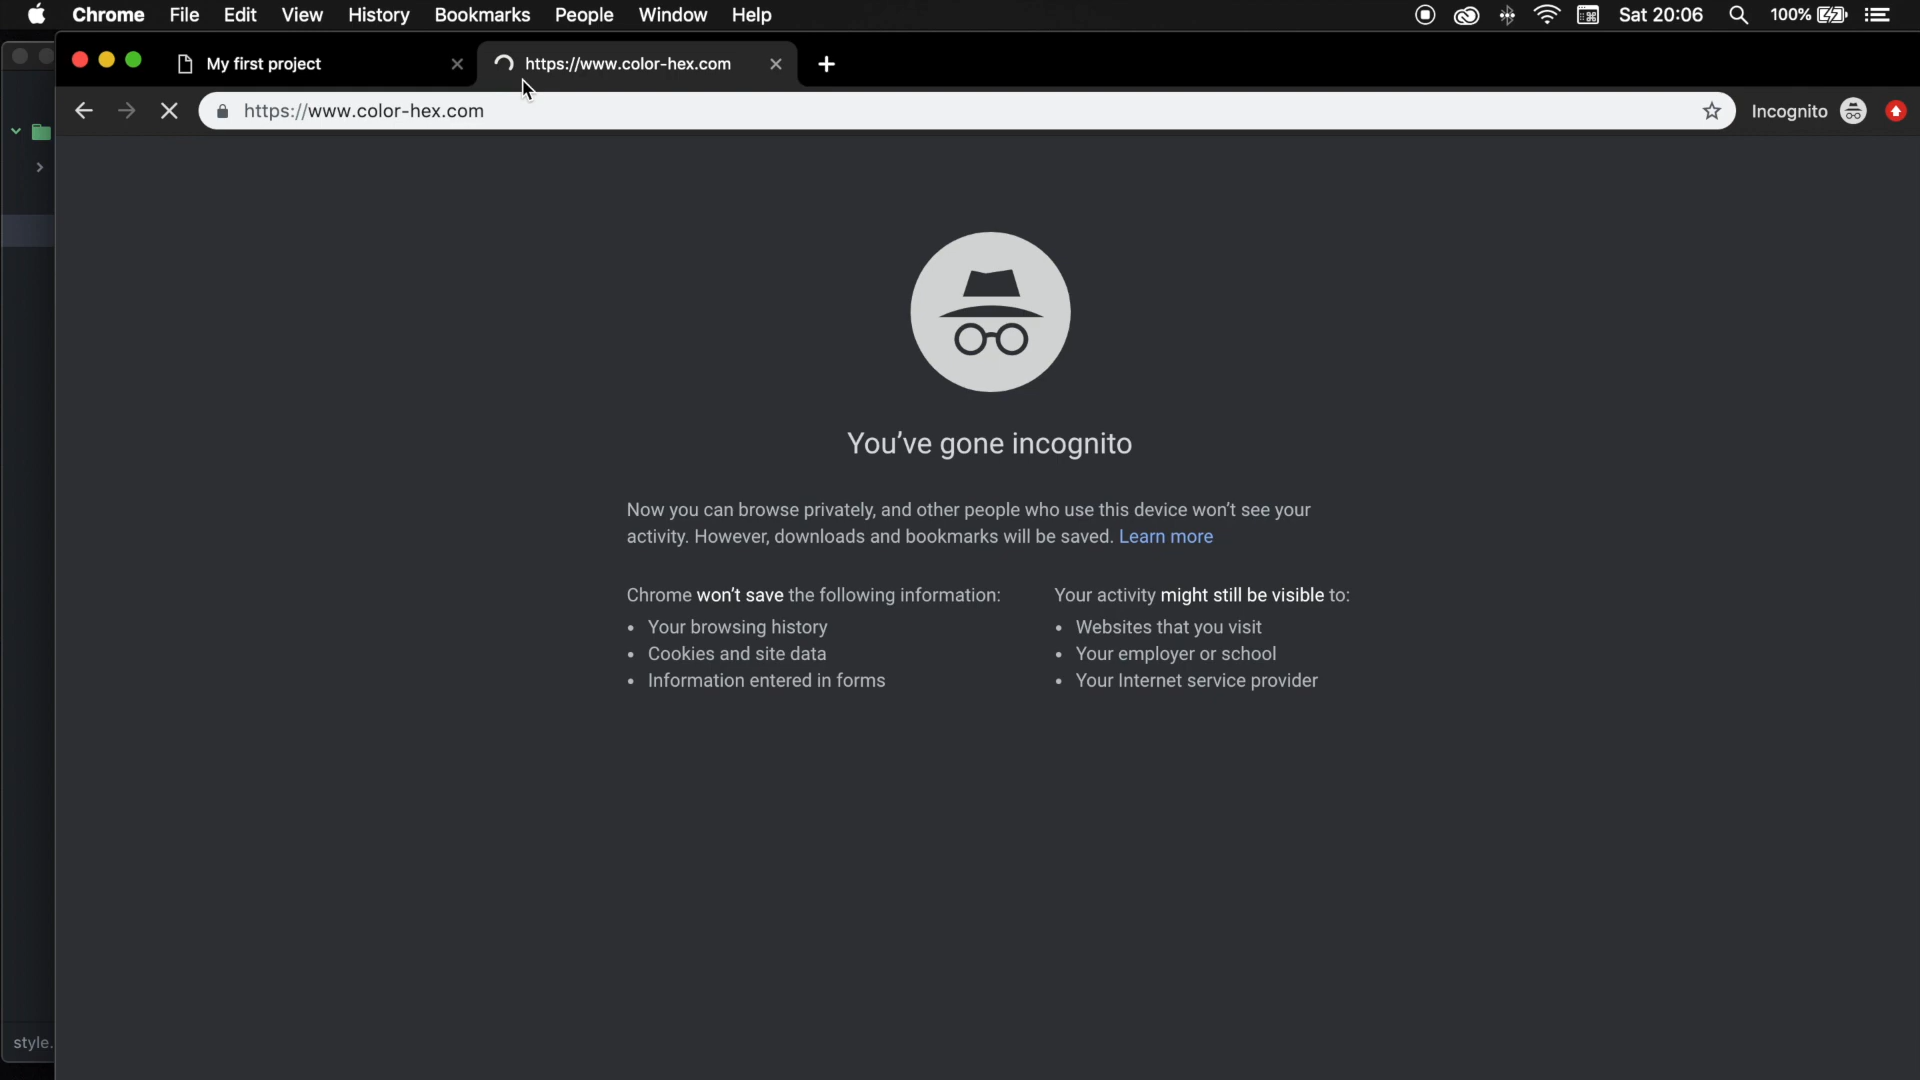 Chrome File Edit View History Bookmarks People Window Help Sat 20:06 100%
My first project https://www.color-hex.com
https://www.color-hex.com Incognito
You've gone incognito
Now you can browse privately, and other people who use this device won't see your
activity. However, downloads and bookmarks will be saved. Learn more
Chrome won't save the following information:
• Your browsing history
• Cookies and site data
• Information entered in forms
Your activity might still be visible to:
• Websites that you visit
• Your employer or school
• Your Internet service provider
style.